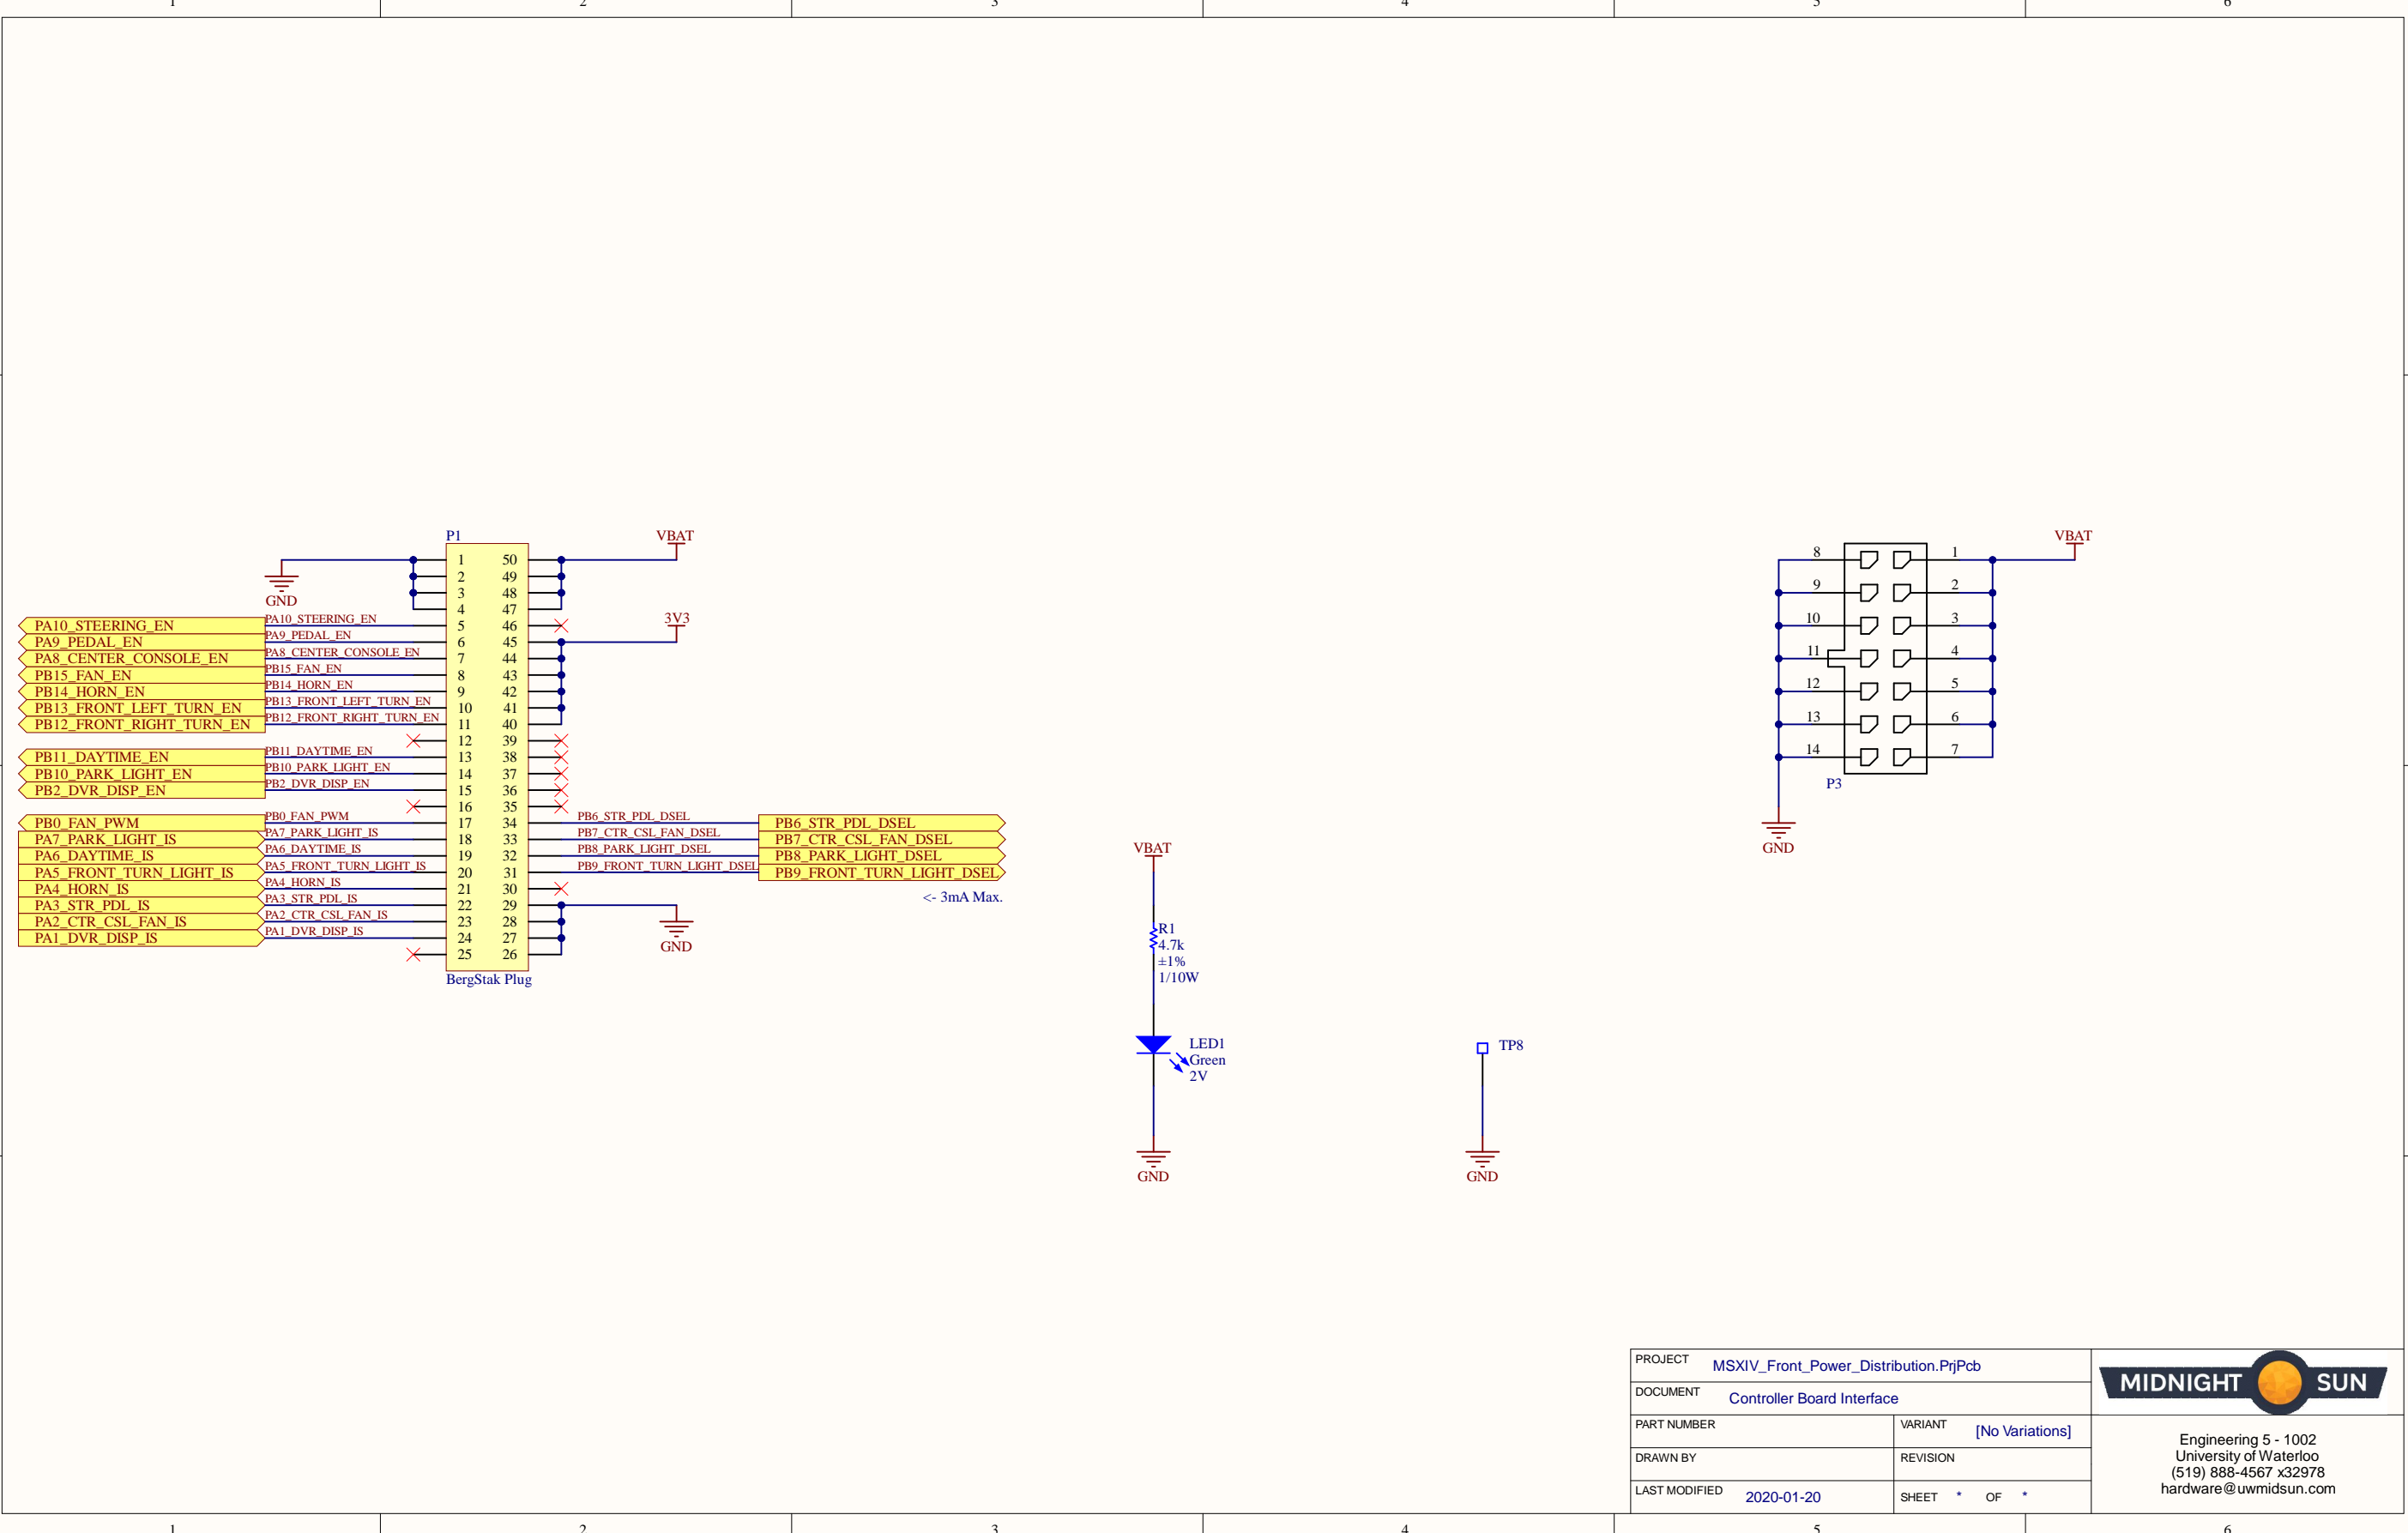 1 2 3 4 5 6
P1
VBAT
VBAT
1 50
8 1
2 49
3 48
9 2
GND
4 47
PA10_STEERING_EN PA10_STEERING_EN 5 46
3V3
10 3
PA9_PEDAL_EN PA9_PEDAL_EN 6 45
PA8_CENTER_CONSOLE_EN PA8_CENTER_CONSOLE_EN 7 44
11 4
PB15_FAN_EN PB15_FAN_EN 8 43
PB14_HORN_EN PB14_HORN_EN 9 42
12 5
PB13_FRONT_LEFT_TURN_EN PB13_FRONT_LEFT_TURN_EN 10 41
PB12_FRONT_RIGHT_TURN_EN PB12_FRONT_RIGHT_TURN_EN 11 40
13 6
12 39
PB11_DAYTIME_EN PB11_DAYTIME_EN 13 38
14 7
PB10_PARK_LIGHT_EN PB10_PARK_LIGHT_EN 14 37
P3
PB2_DVR_DISP_EN PB2_DVR_DISP_EN 15 36
16 35
PB0_FAN_PWM PB0_FAN_PWM 17 34 PB6_STR_PDL_DSEL PB6_STR_PDL_DSEL
PA7_PARK_LIGHT_IS PA7_PARK_LIGHT_IS 18 33 PB7_CTR_CSL_FAN_DSEL PB7_CTR_CSL_FAN_DSEL
GND
PA6_DAYTIME_IS PA6_DAYTIME_IS 19 32 PB8_PARK_LIGHT_DSEL PB8_PARK_LIGHT_DSEL
VBAT
PA5_FRONT_TURN_LIGHT_IS PA5_FRONT_TURN_LIGHT_IS 20 31 PB9_FRONT_TURN_LIGHT_DSEL PB9_FRONT_TURN_LIGHT_DSEL
PA4_HORN_IS PA4_HORN_IS 21 30
<- 3mA Max.
PA3_STR_PDL_IS PA3_STR_PDL_IS 22 29
PA2_CTR_CSL_FAN_IS PA2_CTR_CSL_FAN_IS 23 28
PA1_DVR_DISP_IS PA1_DVR_DISP_IS 24 27
GND
25 26
BergStak Plug
R1
4.7k
±1%
1/10W
LED1
Green
2V
TP8
GND
GND
PROJECT MSXIV_Front_Power_Distribution.PrjPcb
DOCUMENT Controller Board Interface
PART NUMBER
VARIANT [No Variations]
DRAWN BY
REVISION
LAST MODIFIED 2020-01-20
SHEET * OF *
MIDNIGHT SUN
Engineering 5 - 1002
University of Waterloo
(519) 888-4567 x32978
hardware@uwmidsun.com
1 2 3 4 5 6